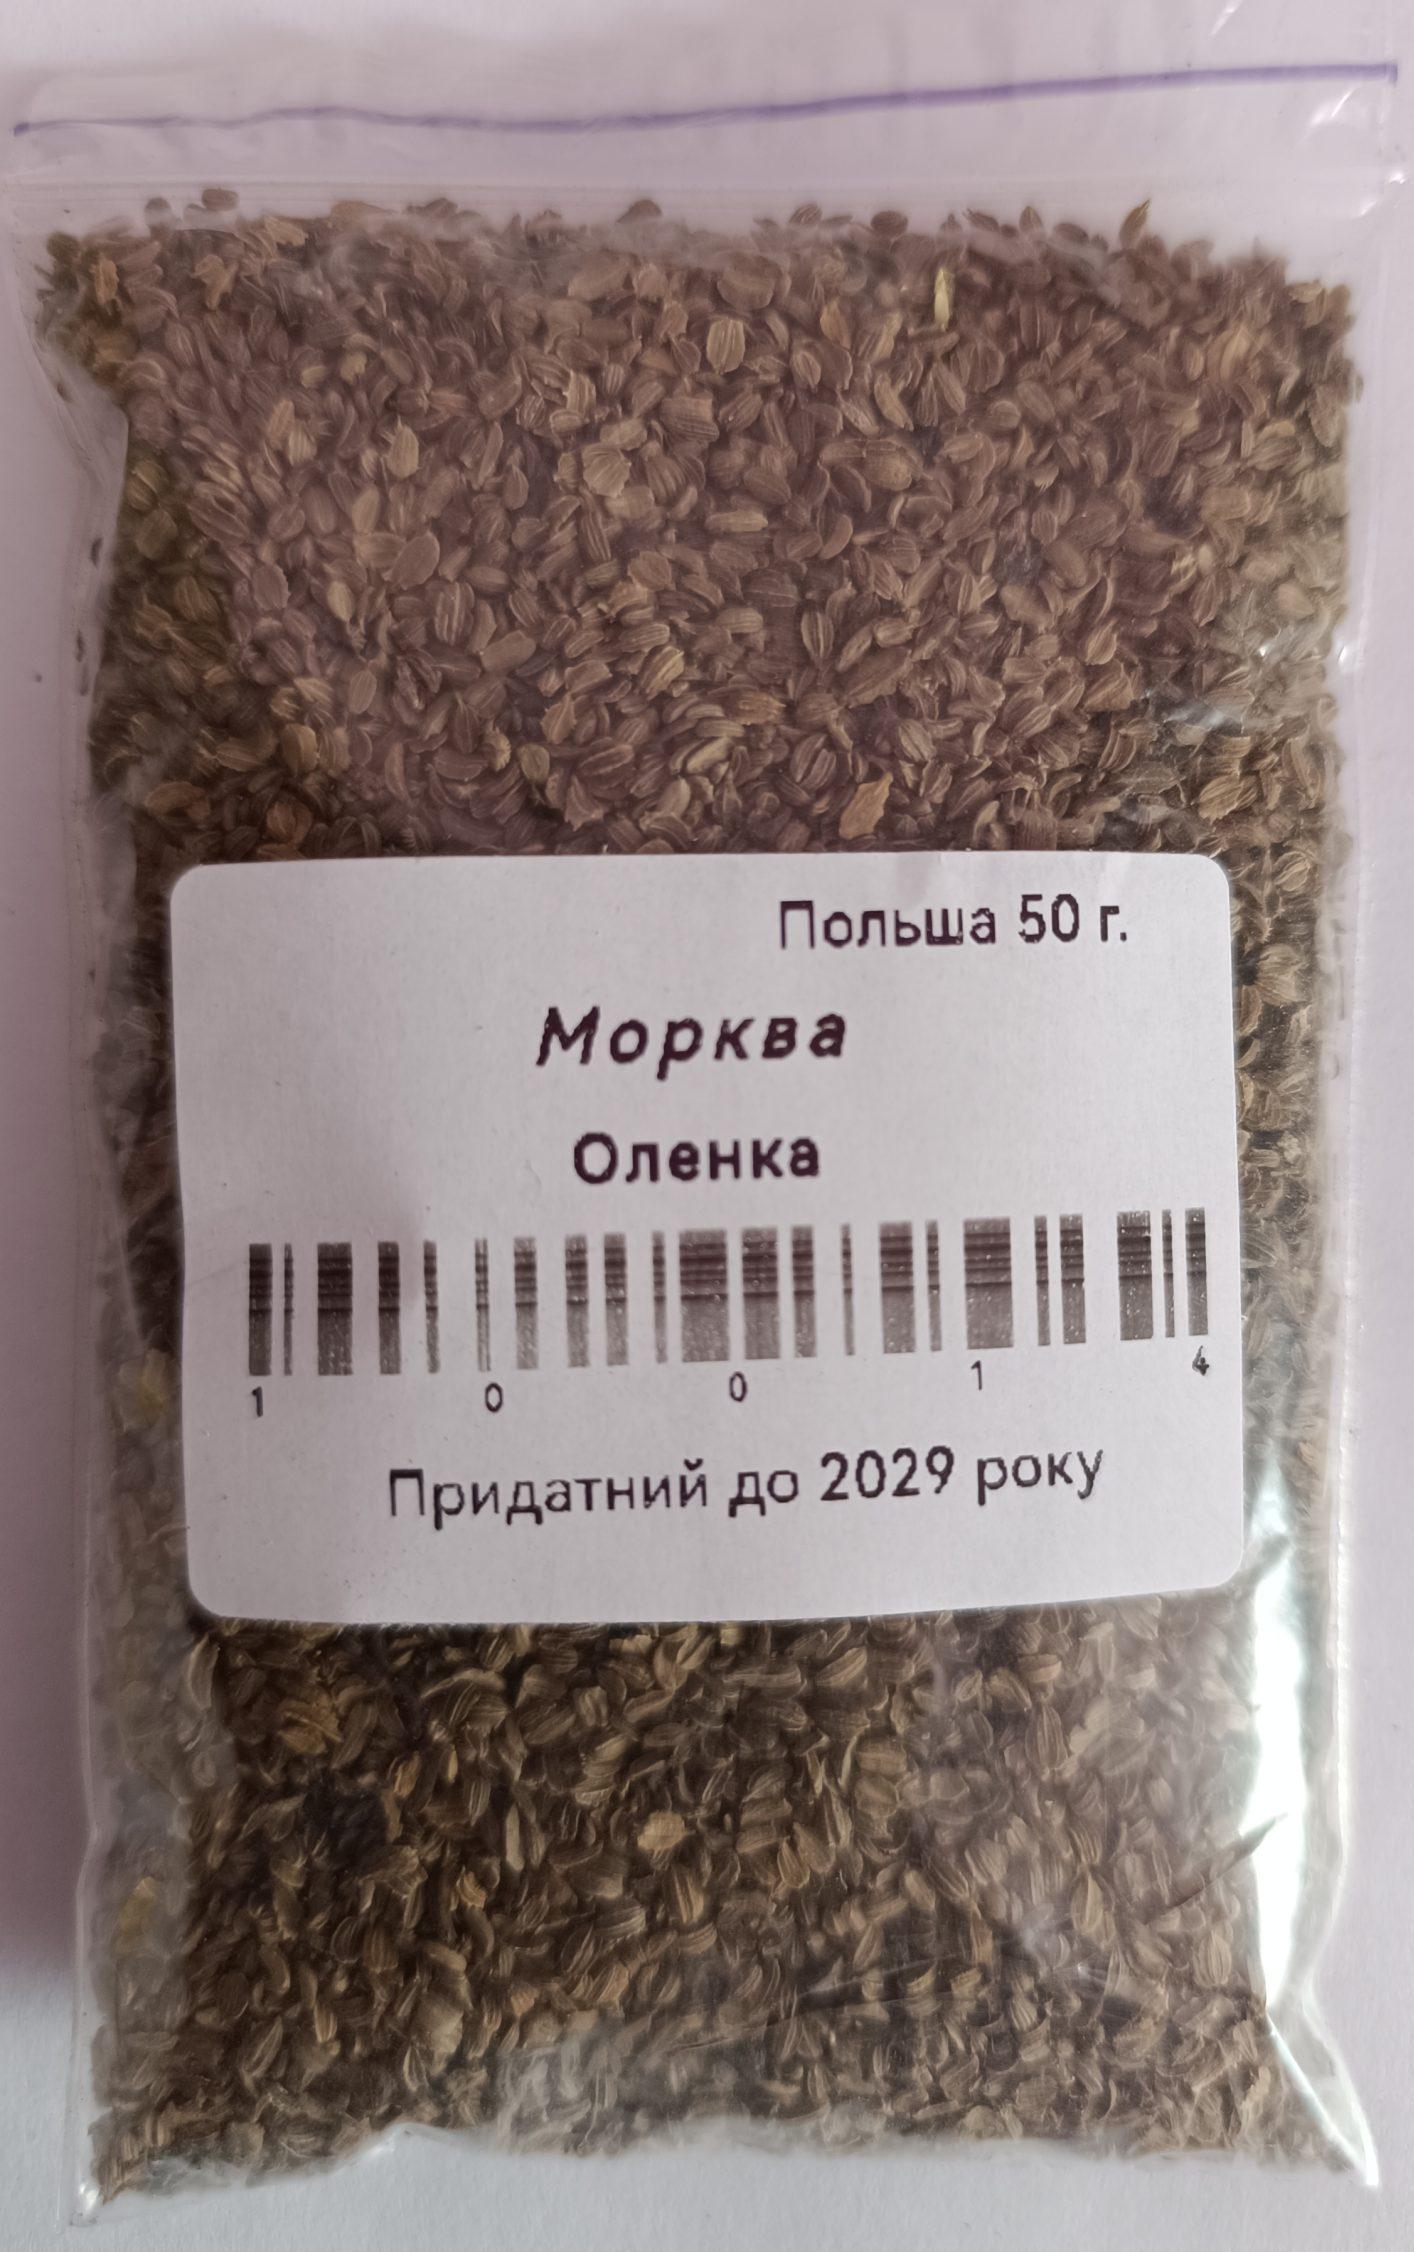 Польша 50 г.
Морква
Оленка
1 0 0 1 4
Придатний до 2029 року